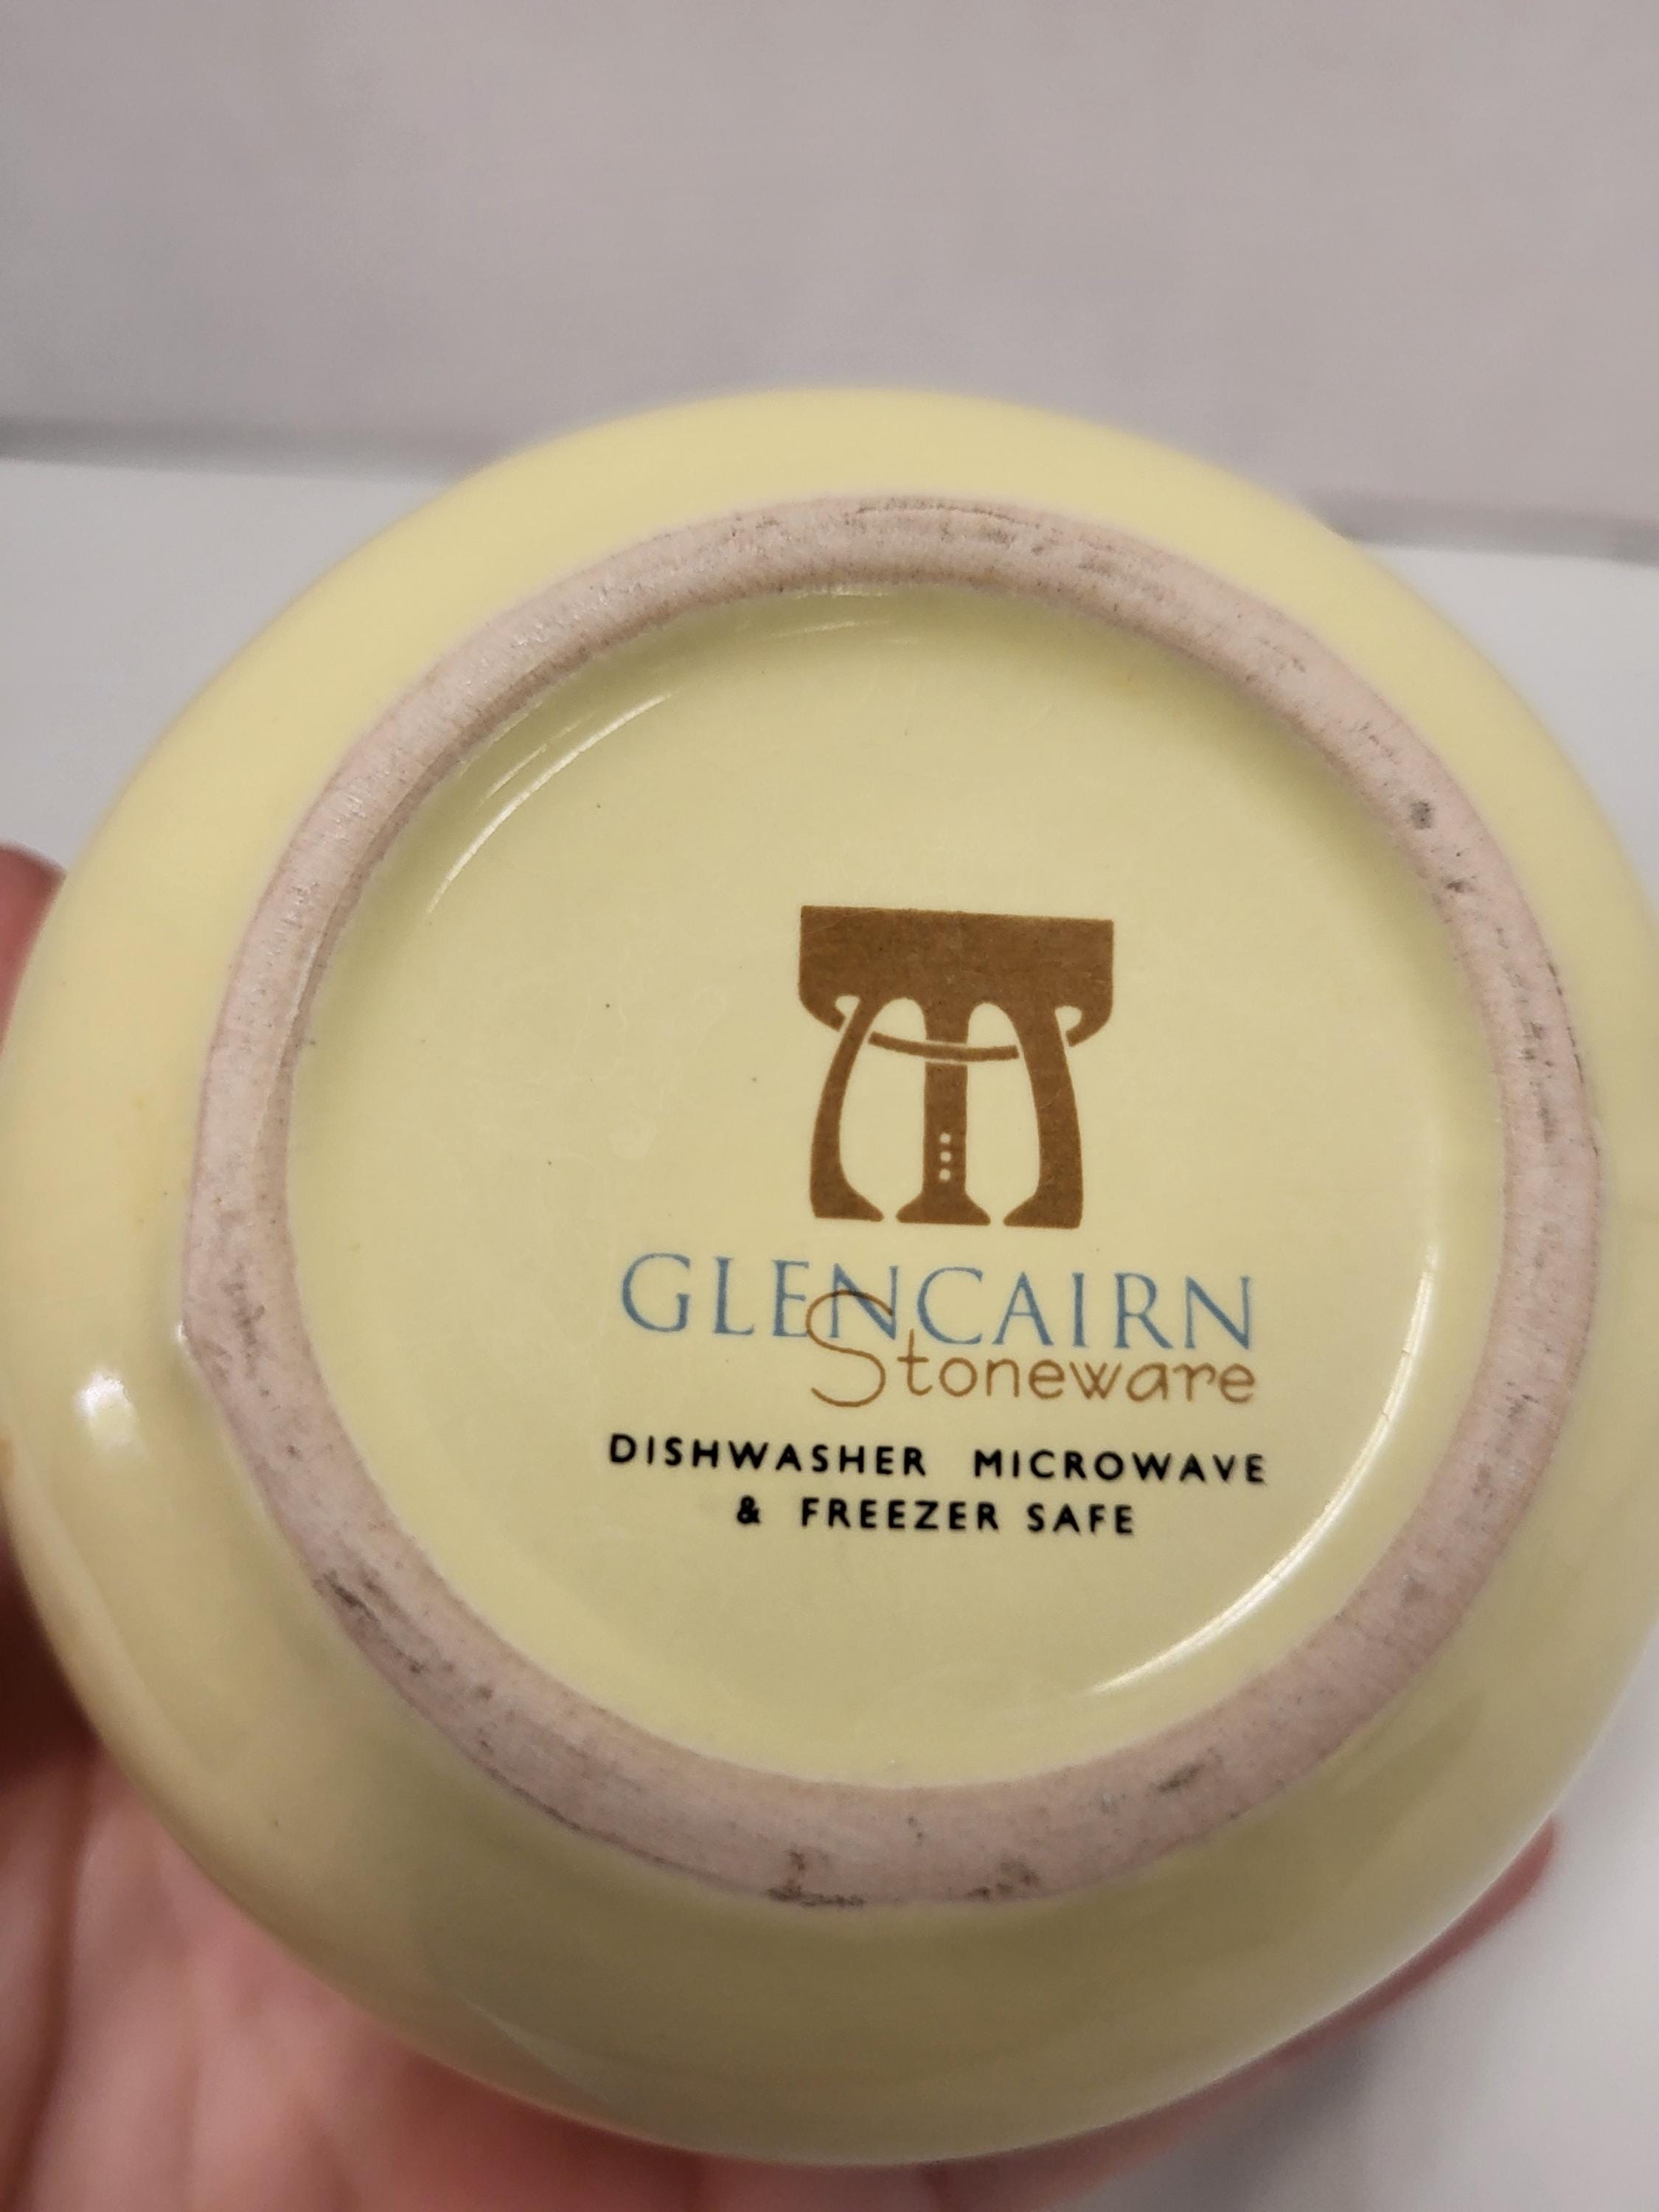 GLENCAIRN
Stoneware
DISHWASHER MICROWAVE
& FREEZER SAFE